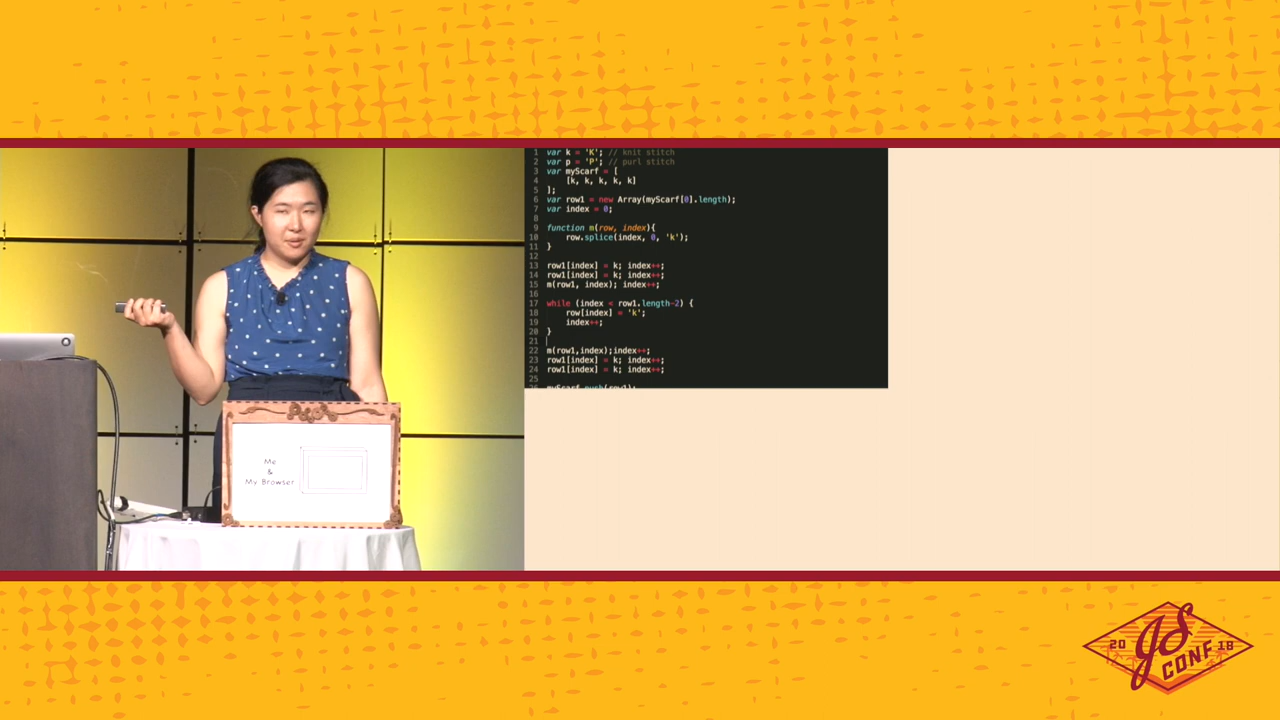 1 var k = 'K'; // knit stitch
2 var p = 'P'; // purl stitch
3 var myScarf = [
4 [k, k, k, k, k]
5 ];
6 var row1 = new Array(myScarf[0].length);
7 var index = 0;
8
9 function m(row, index){
10 row.splice(index, 0, 'k');
11 }
12
13 row1[index] = k; index++;
14 row1[index] = k; index++;
15 m(row1, index); index++;
16
17 while (index < row1.length-2) {
18 row[index] = 'k';
19 index++;
20 }
21
22 m(row1,index);index++;
23 row1[index] = k; index++;
24 row1[index] = k; index++;
25
26 myScarf.push(row1);
Me
&
My Browser
20 JS 18
CONF